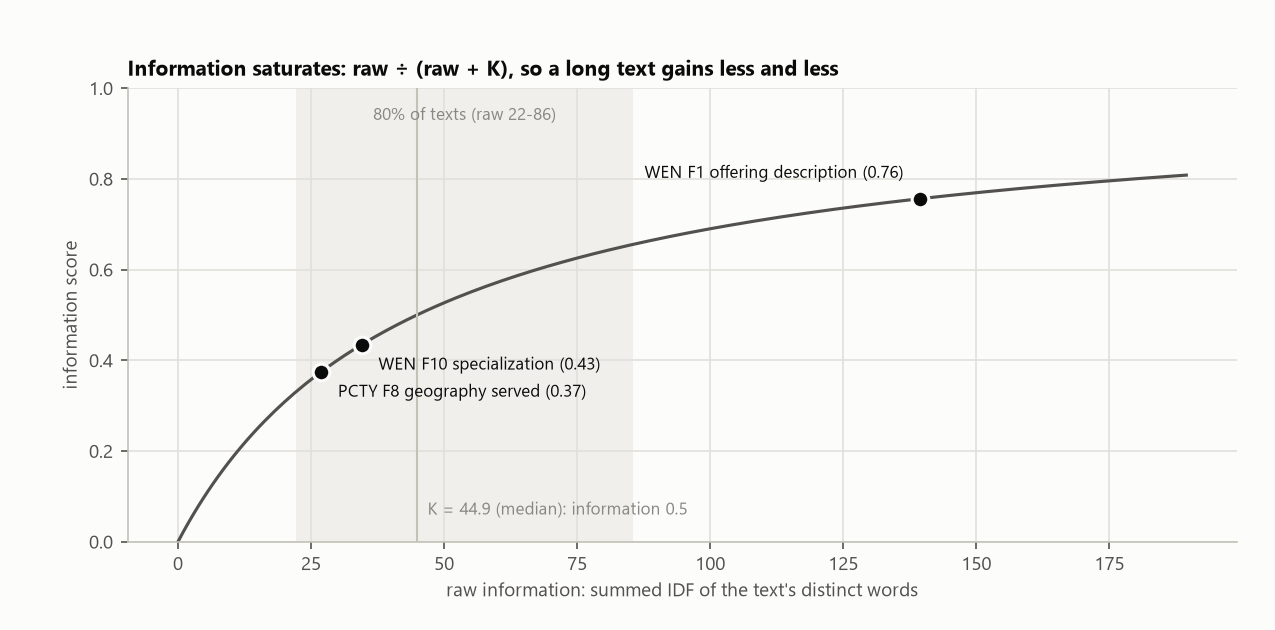 Information saturates: raw ÷ (raw + K), so a long text gains less and less
1.0
80% of texts (raw 22-86)
WEN F1 offering description (0.76)
0.8
0.6
information score
0.4
WEN F10 specialization (0.43)
PCTY F8 geography served (0.37)
0.2
K = 44.9 (median): information 0.5
0.0
0 25 50 75 100 125 150 175
raw information: summed IDF of the text's distinct words